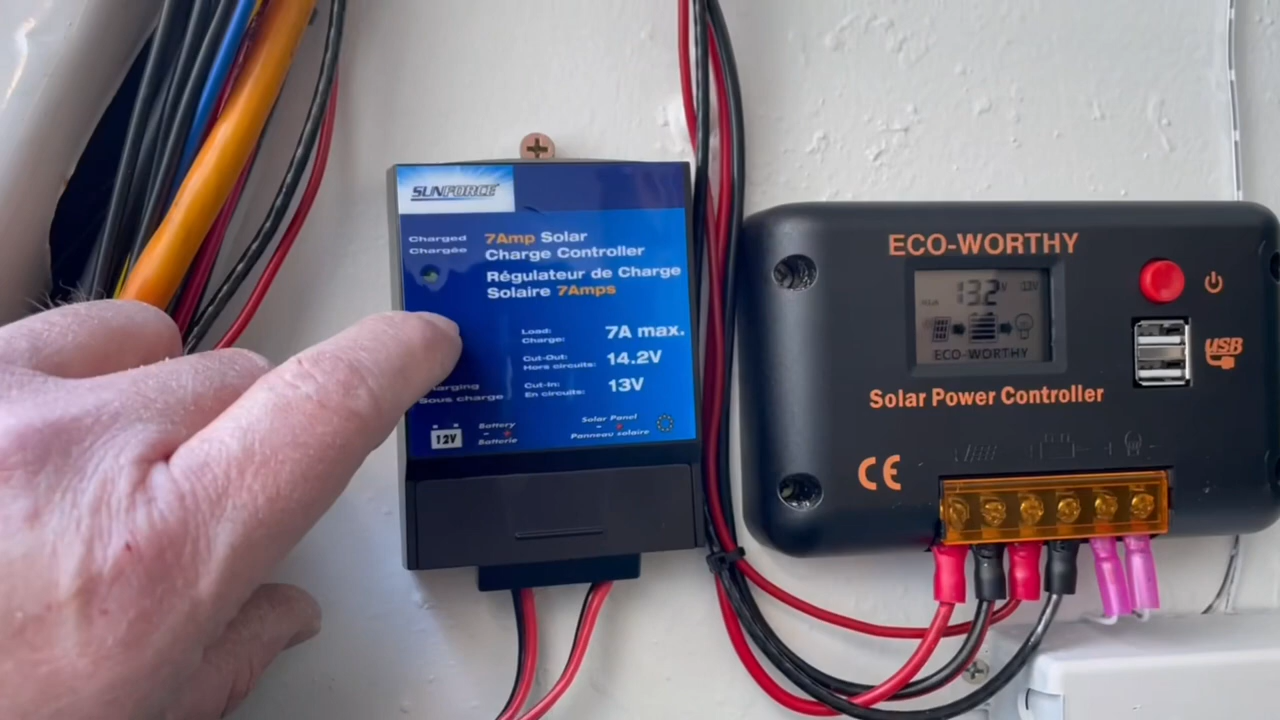 SUNFORCE
Charged
Chargée
7Amp Solar
Charge Controller
Régulateur de Charge
Solaire 7Amps
Load:
Charge:
7A max.
Cut-Out:
Hors circuits:
14.2V
Cut-In:
En circuits:
13V
Sous charge
12V
Battery
- +
Batterie
Solar Panel
- +
Panneau solaire
ECO-WORTHY
13.2V
12V
ECO-WORTHY
USB
Solar Power Controller
CE